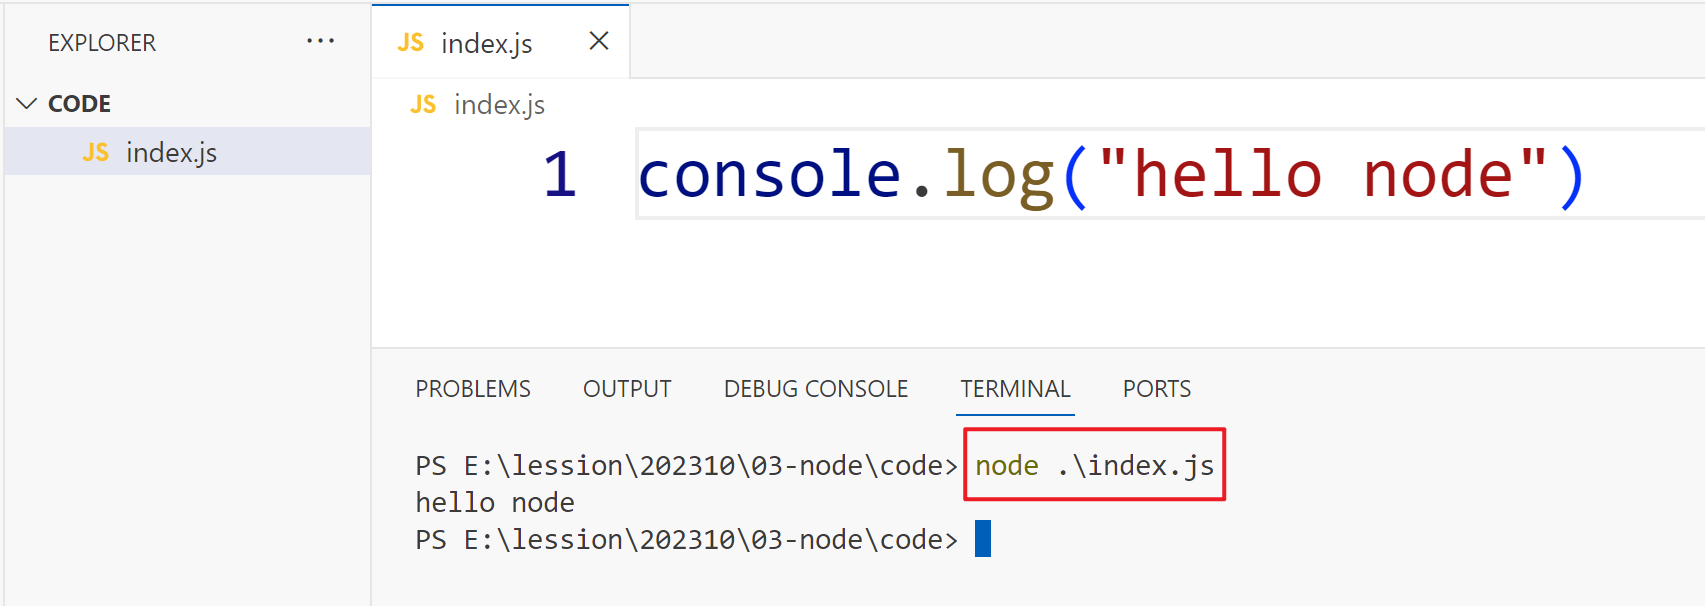 EXPLORER ···
CODE
JS index.js
JS index.js
JS index.js
1 console.log("hello node")
PROBLEMS OUTPUT DEBUG CONSOLE TERMINAL PORTS
PS E:\lession\202310\03-node\code> node .\index.js
hello node
PS E:\lession\202310\03-node\code>